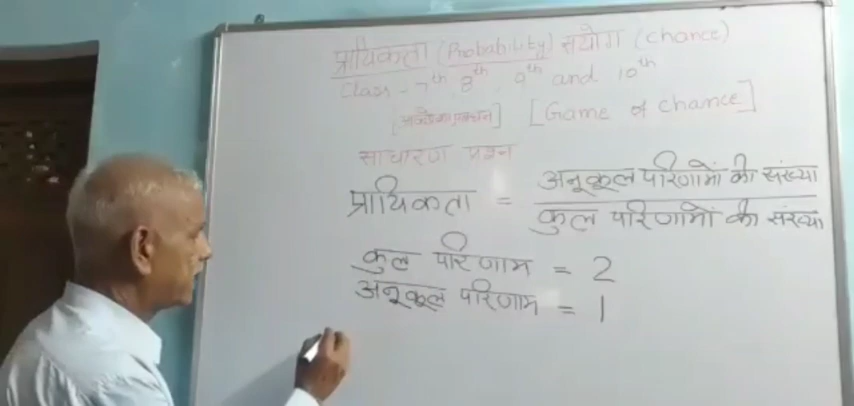 प्रायिकता (Probability) संयोग (chance)
Class - 7th, 8th, 9th and 10th
[Game of chance]
साधारण प्रश्न
प्रायिकता = अनुकूल परिणामों की संख्या
कुल परिणामों की संख्या
कुल परिणाम = 2
अनुकूल परिणाम = 1